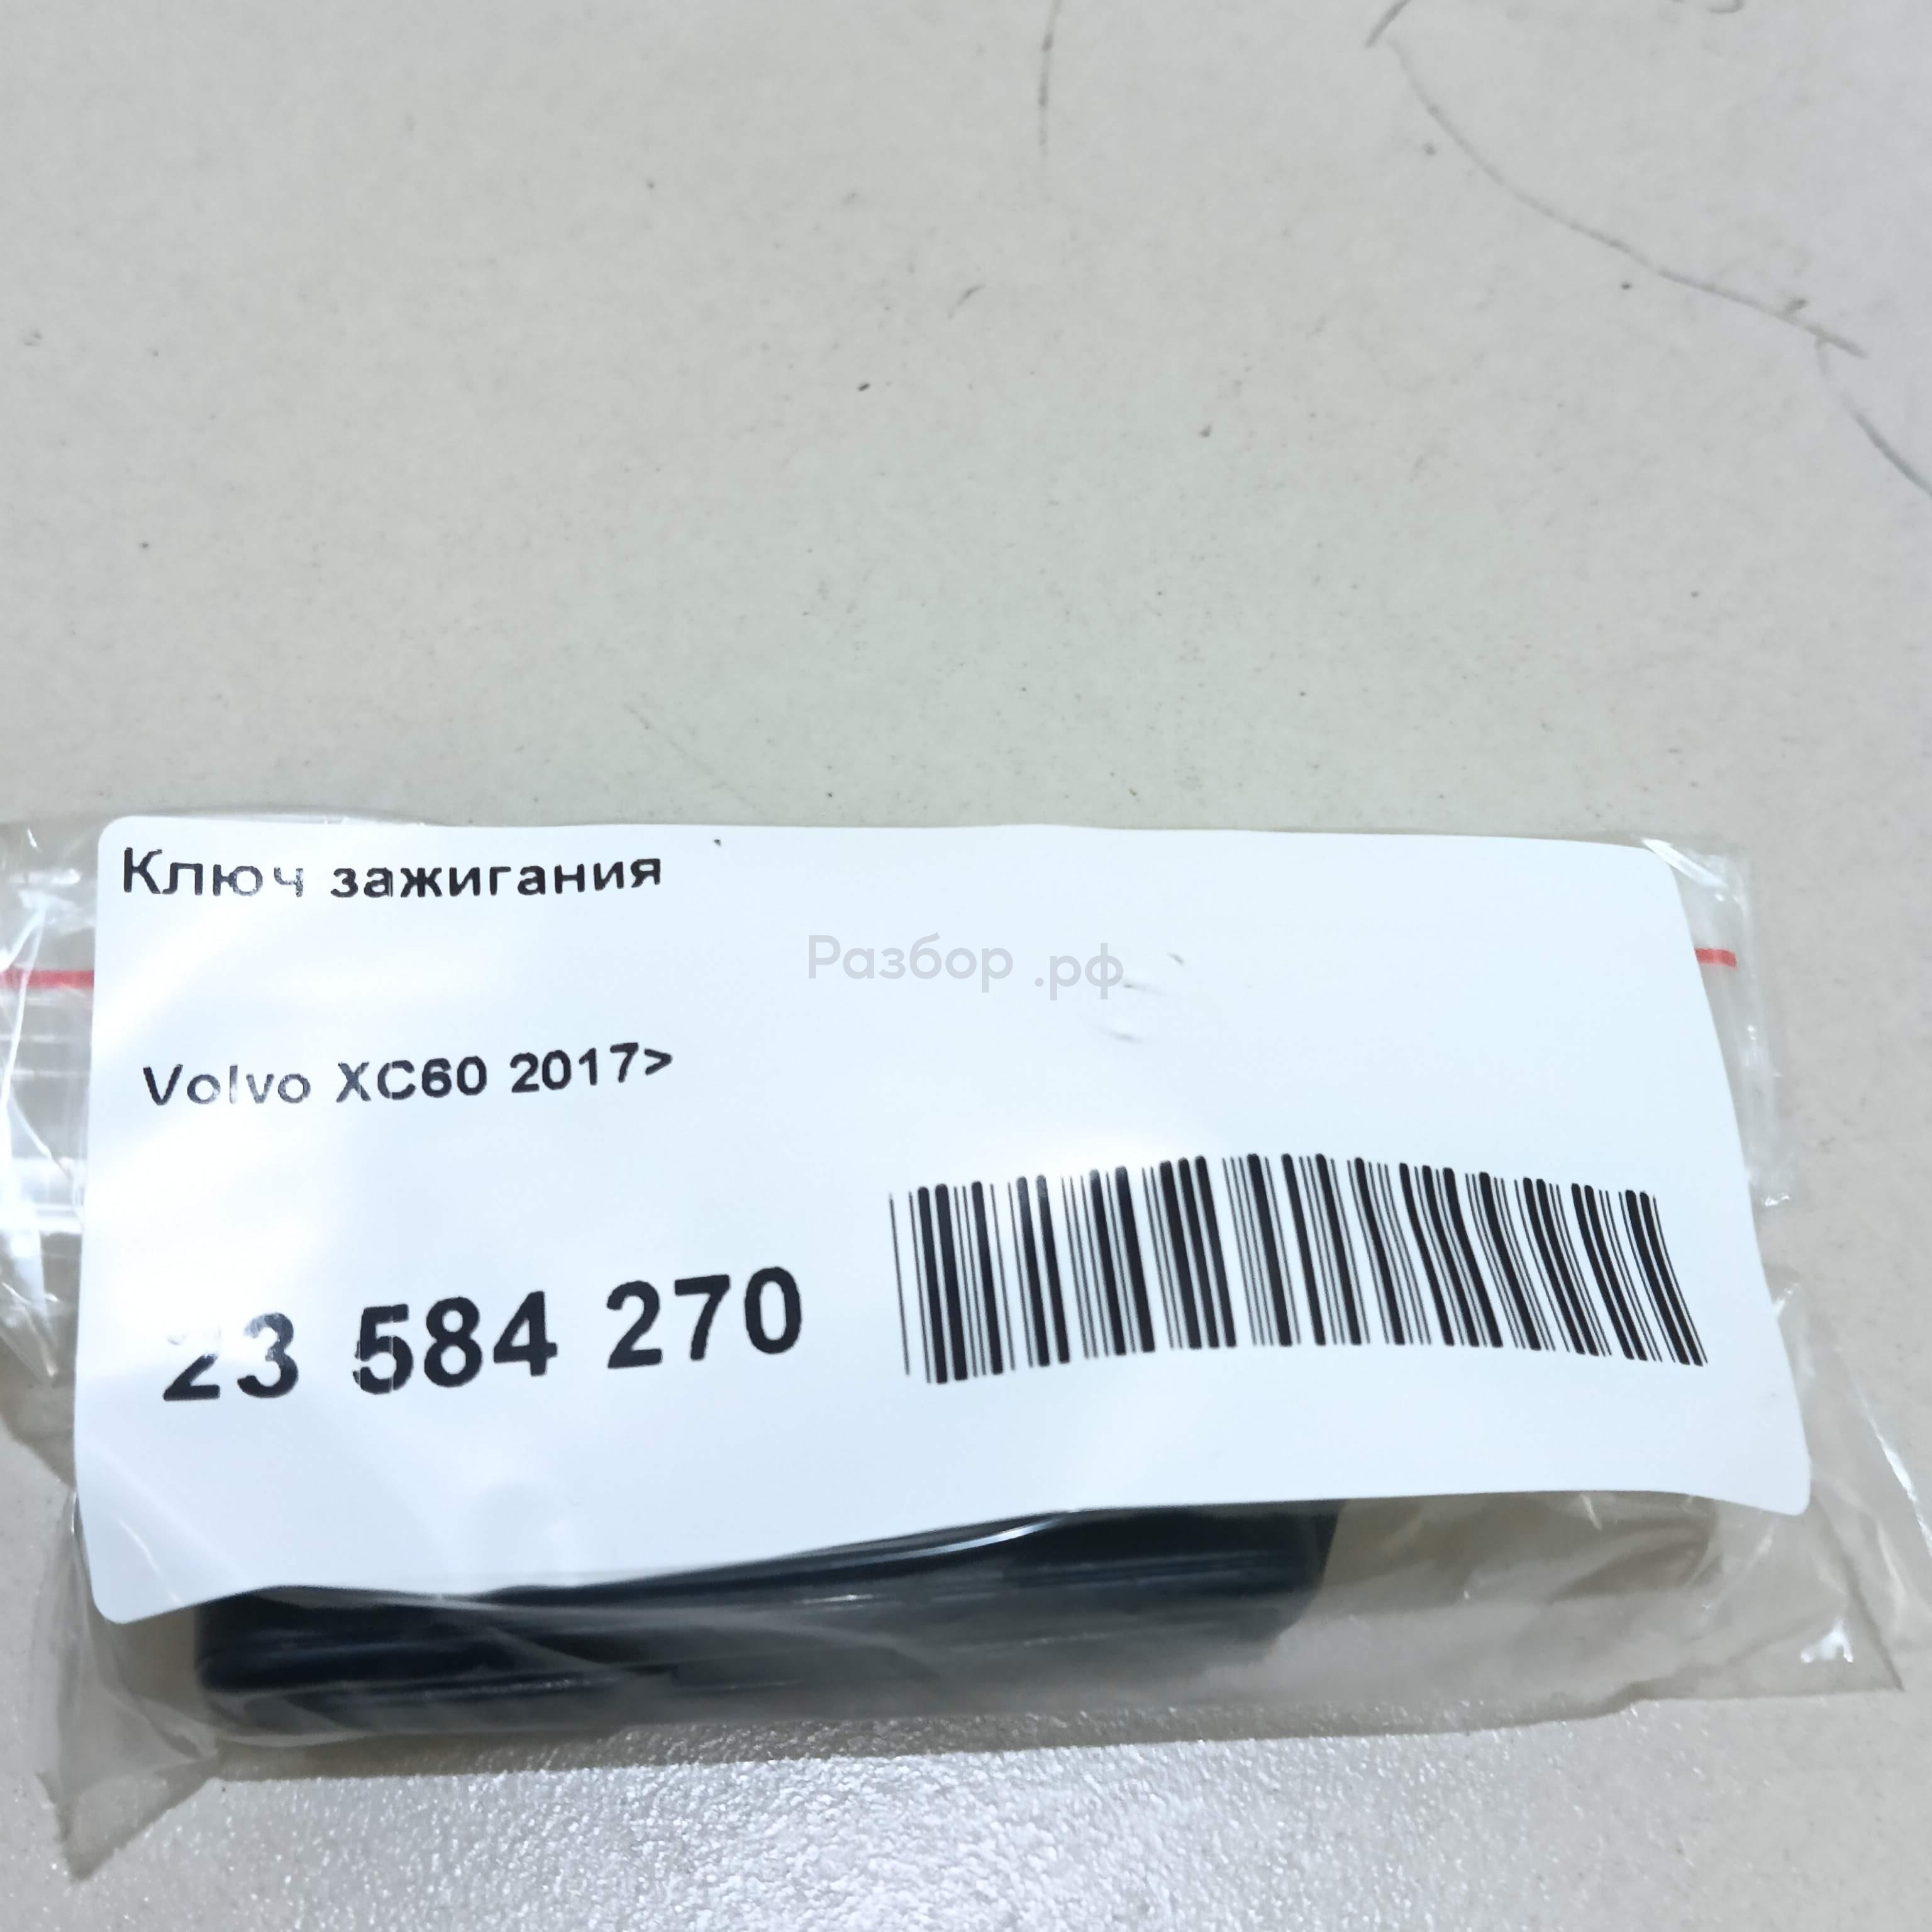 Ключ зажигания
Разбор .рф
Volvo XC60 2017>
23 584 270